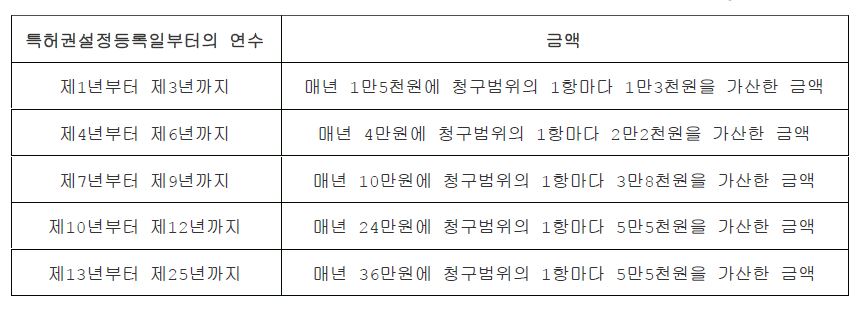 특허권설정등록일부터의 연수 금액
제1년부터 제3년까지 매년 1만5천원에 청구범위의 1항마다 1만3천원을 가산한 금액
제4년부터 제6년까지 매년 4만원에 청구범위의 1항마다 2만2천원을 가산한 금액
제7년부터 제9년까지 매년 10만원에 청구범위의 1항마다 3만8천원을 가산한 금액
제10년부터 제12년까지 매년 24만원에 청구범위의 1항마다 5만5천원을 가산한 금액
제13년부터 제25년까지 매년 36만원에 청구범위의 1항마다 5만5천원을 가산한 금액